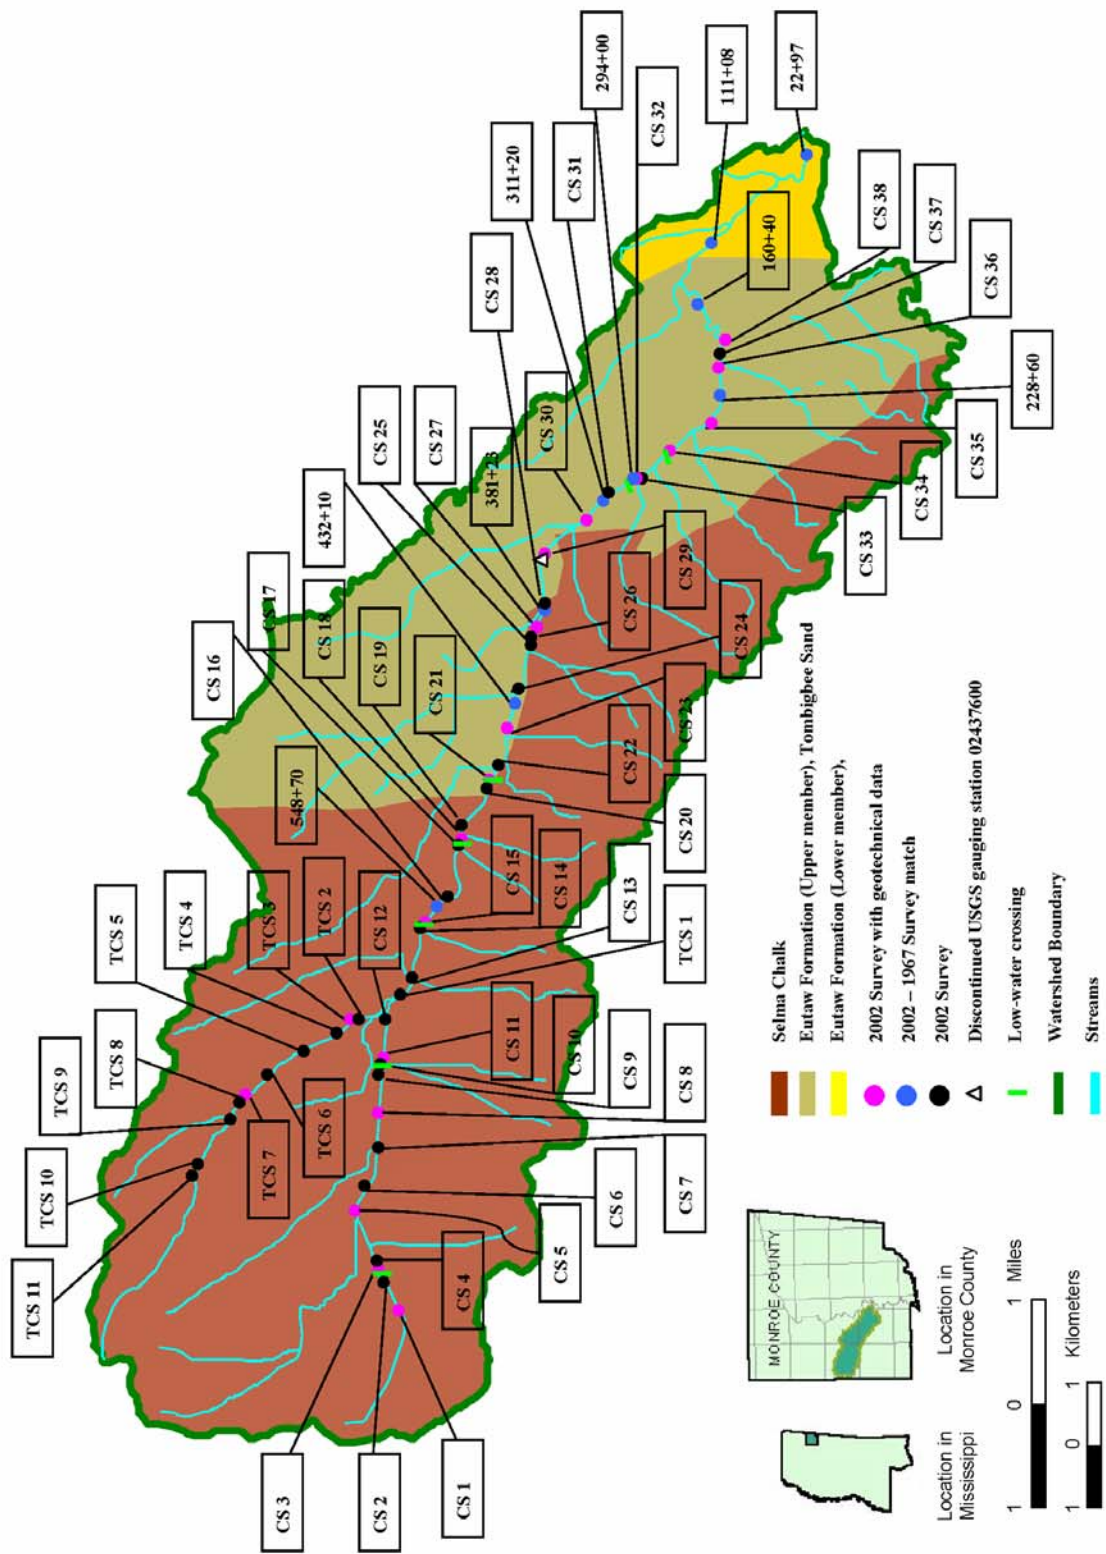 TCS 11
TCS 10
TCS 9
TCS 8
TCS 5
TCS 4
TCS 3
TCS 2
TCS 7
TCS 6
CS 12
548+70
CS 16
CS 17
CS 18
CS 19
CS 21
432+10
CS 25
CS 27
CS 28
381+23
CS 30
311+20
CS 31
294+00
CS 32
111+08
22+97
160+40
CS 3
CS 2
CS 1
CS 4
CS 5
CS 6
CS 7
CS 8
CS 9
CS 10
CS 11
TCS 1
CS 13
CS 14
CS 15
CS 20
CS 22
CS 23
CS 24
CS 26
CS 29
CS 33
CS 34
CS 35
228+60
CS 36
CS 37
CS 38
Selma Chalk
Eutaw Formation (Upper member), Tombigbee Sand
Eutaw Formation (Lower member),
2002 Survey with geotechnical data
2002 – 1967 Survey match
2002 Survey
Discontinued USGS gauging station 02437600
Low-water crossing
Watershed Boundary
Streams
MONROE COUNTY
Location in
Mississippi
Location in
Monroe County
1 0 1 Miles
1 0 1 Kilometers